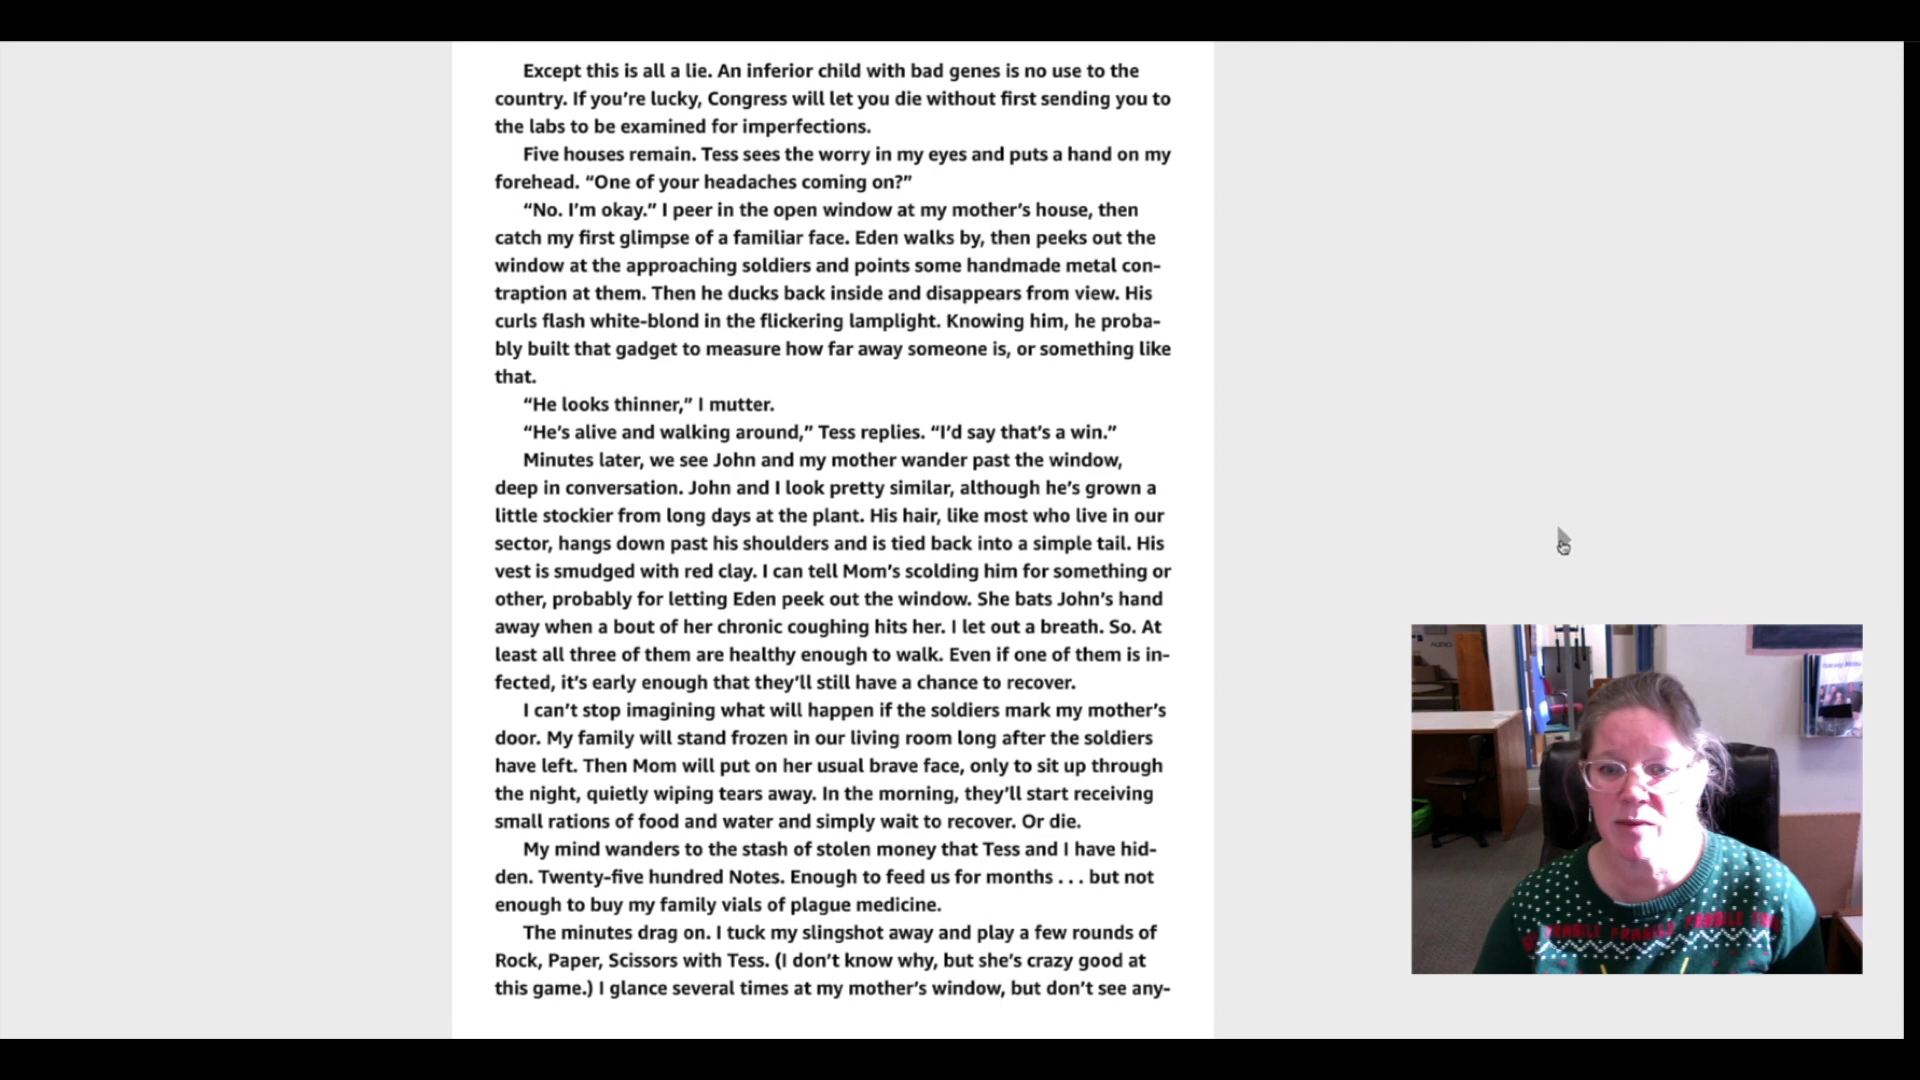 Except this is all a lie. An inferior child with bad genes is no use to the
country. If you’re lucky, Congress will let you die without first sending you to
the labs to be examined for imperfections.
Five houses remain. Tess sees the worry in my eyes and puts a hand on my
forehead. “One of your headaches coming on?”
“No. I’m okay.” I peer in the open window at my mother’s house, then
catch my first glimpse of a familiar face. Eden walks by, then peeks out the
window at the approaching soldiers and points some handmade metal con-
traption at them. Then he ducks back inside and disappears from view. His
curls flash white-blond in the flickering lamplight. Knowing him, he proba-
bly built that gadget to measure how far away someone is, or something like
that.
“He looks thinner,” I mutter.
“He’s alive and walking around,” Tess replies. “I’d say that’s a win.”
Minutes later, we see John and my mother wander past the window,
deep in conversation. John and I look pretty similar, although he’s grown a
little stockier from long days at the plant. His hair, like most who live in our
sector, hangs down past his shoulders and is tied back into a simple tail. His
vest is smudged with red clay. I can tell Mom’s scolding him for something or
other, probably for letting Eden peek out the window. She bats John’s hand
away when a bout of her chronic coughing hits her. I let out a breath. So. At
least all three of them are healthy enough to walk. Even if one of them is in-
fected, it’s early enough that they’ll still have a chance to recover.
I can’t stop imagining what will happen if the soldiers mark my mother’s
door. My family will stand frozen in our living room long after the soldiers
have left. Then Mom will put on her usual brave face, only to sit up through
the night, quietly wiping tears away. In the morning, they’ll start receiving
small rations of food and water and simply wait to recover. Or die.
My mind wanders to the stash of stolen money that Tess and I have hid-
den. Twenty-five hundred Notes. Enough to feed us for months . . . but not
enough to buy my family vials of plague medicine.
The minutes drag on. I tuck my slingshot away and play a few rounds of
Rock, Paper, Scissors with Tess. (I don’t know why, but she’s crazy good at
this game.) I glance several times at my mother’s window, but don’t see any-
AUDIO
FRAGILE FRAGILE FRAGILE